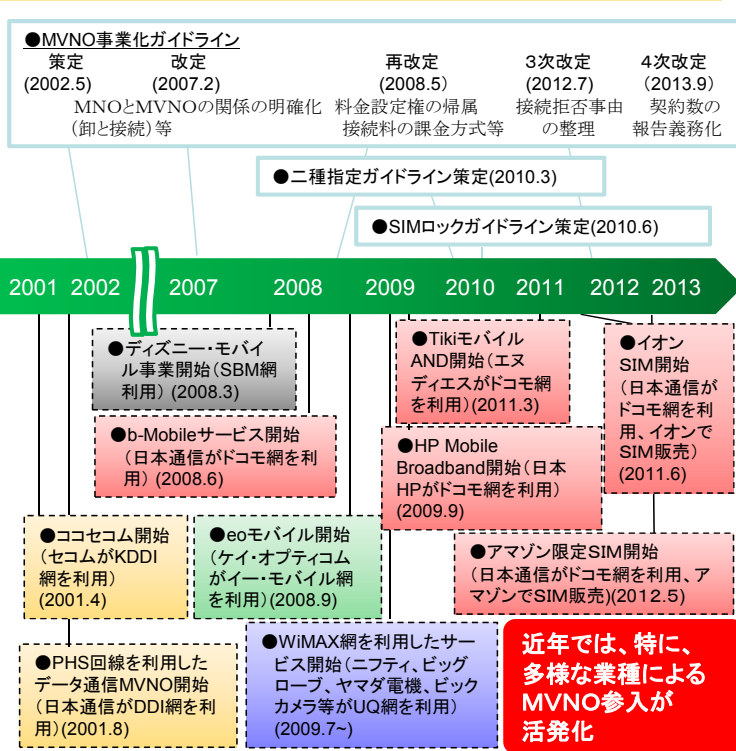 ●MVNO事業化ガイドライン
策定 改定 再改定 3次改定 4次改定
(2002.5) (2007.2) (2008.5) (2012.7) (2013.9)
MNOとMVNOの関係の明確化 料金設定権の帰属 接続拒否事由 契約数の
(卸と接続)等 接続料の課金方式等 の整理 報告義務化
●二種指定ガイドライン策定(2010.3)
●SIMロックガイドライン策定(2010.6)
2001 2002 2007 2008 2009 2010 2011 2012 2013
●ディズニー・モバイ
ル事業開始(SBM網
利用) (2008.3)
●b-Mobileサービス開始
(日本通信がドコモ網を利
用) (2008.6)
●Tikiモバイル
AND開始(エヌ
ディエスがドコモ網
を利用)(2011.3)
●HP Mobile
Broadband開始(日本
HPがドコモ網を利用)
(2009.9)
●イオン
SIM開始
(日本通信が
ドコモ網を利
用、イオンで
SIM販売)
(2011.6)
●ココセコム開始
(セコムがKDDI
網を利用)
(2001.4)
●eoモバイル開始
(ケイ・オプティコム
がイー・モバイル網
を利用)(2008.9)
●アマゾン限定SIM開始
(日本通信がドコモ網を利用、ア
マゾンでSIM販売)(2012.5)
●PHS回線を利用した
データ通信MVNO開始
(日本通信がDDI網を利
用)(2001.8)
●WiMAX網を利用したサー
ビス開始(ニフティ、ビッグ
ローブ、ヤマダ電機、ビック
カメラ等がUQ網を利用)
(2009.7~)
近年では、特に、
多様な業種による
MVNO参入が
活発化